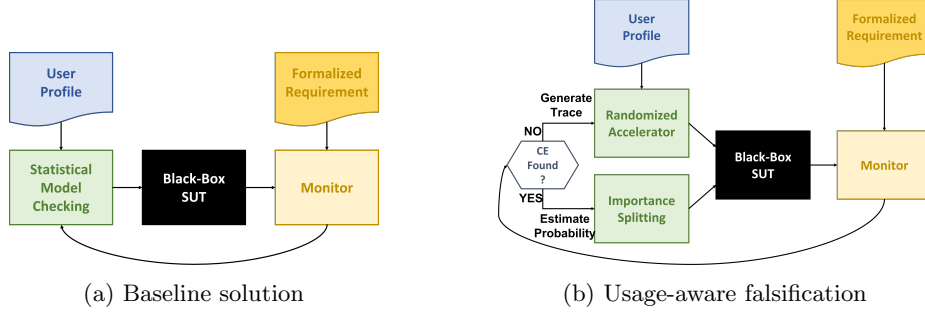 User
Profile
Formalized
Requirement
Statistical
Model
Checking
Black-Box
SUT
Monitor
(a) Baseline solution
User
Profile
Formalized
Requirement
Generate
Trace
NO
CE
Found
?
YES
Estimate
Probability
Randomized
Accelerator
Importance
Splitting
Black-Box
SUT
Monitor
(b) Usage-aware falsification